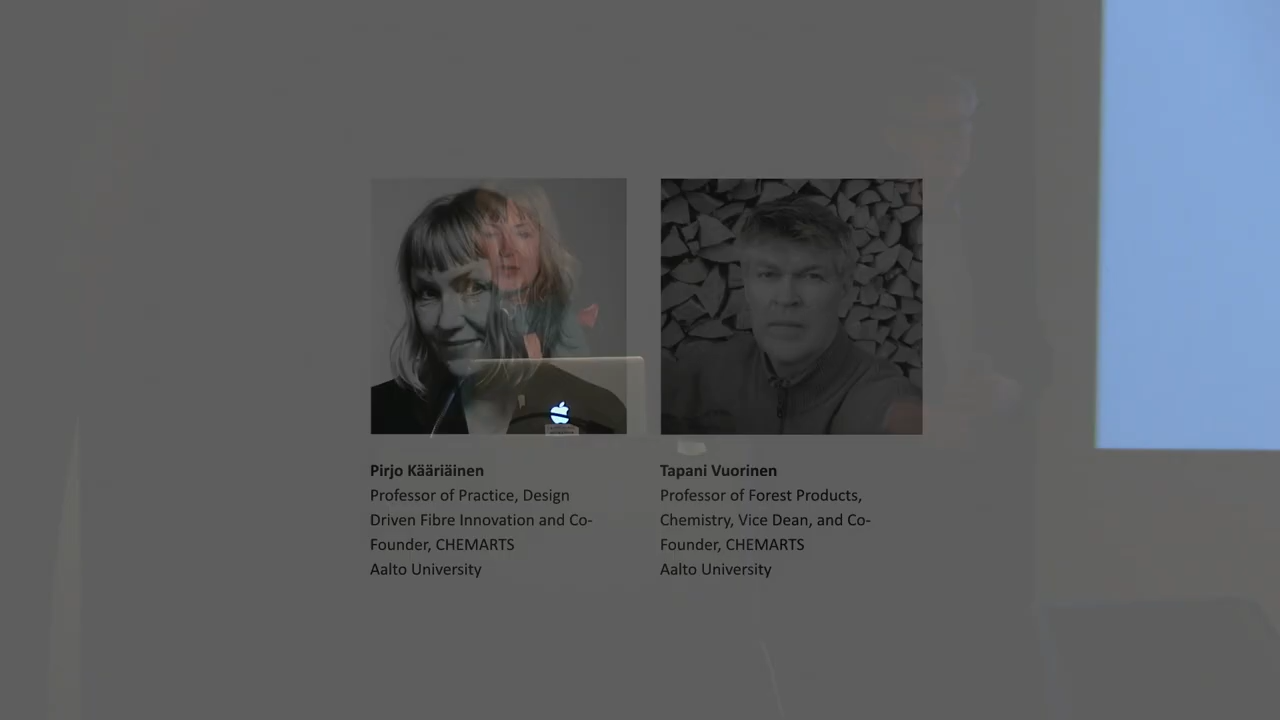 Pirjo Kääriäinen
Professor of Practice, Design
Driven Fibre Innovation and Co-
Founder, CHEMARTS
Aalto University
Tapani Vuorinen
Professor of Forest Products,
Chemistry, Vice Dean, and Co-
Founder, CHEMARTS
Aalto University